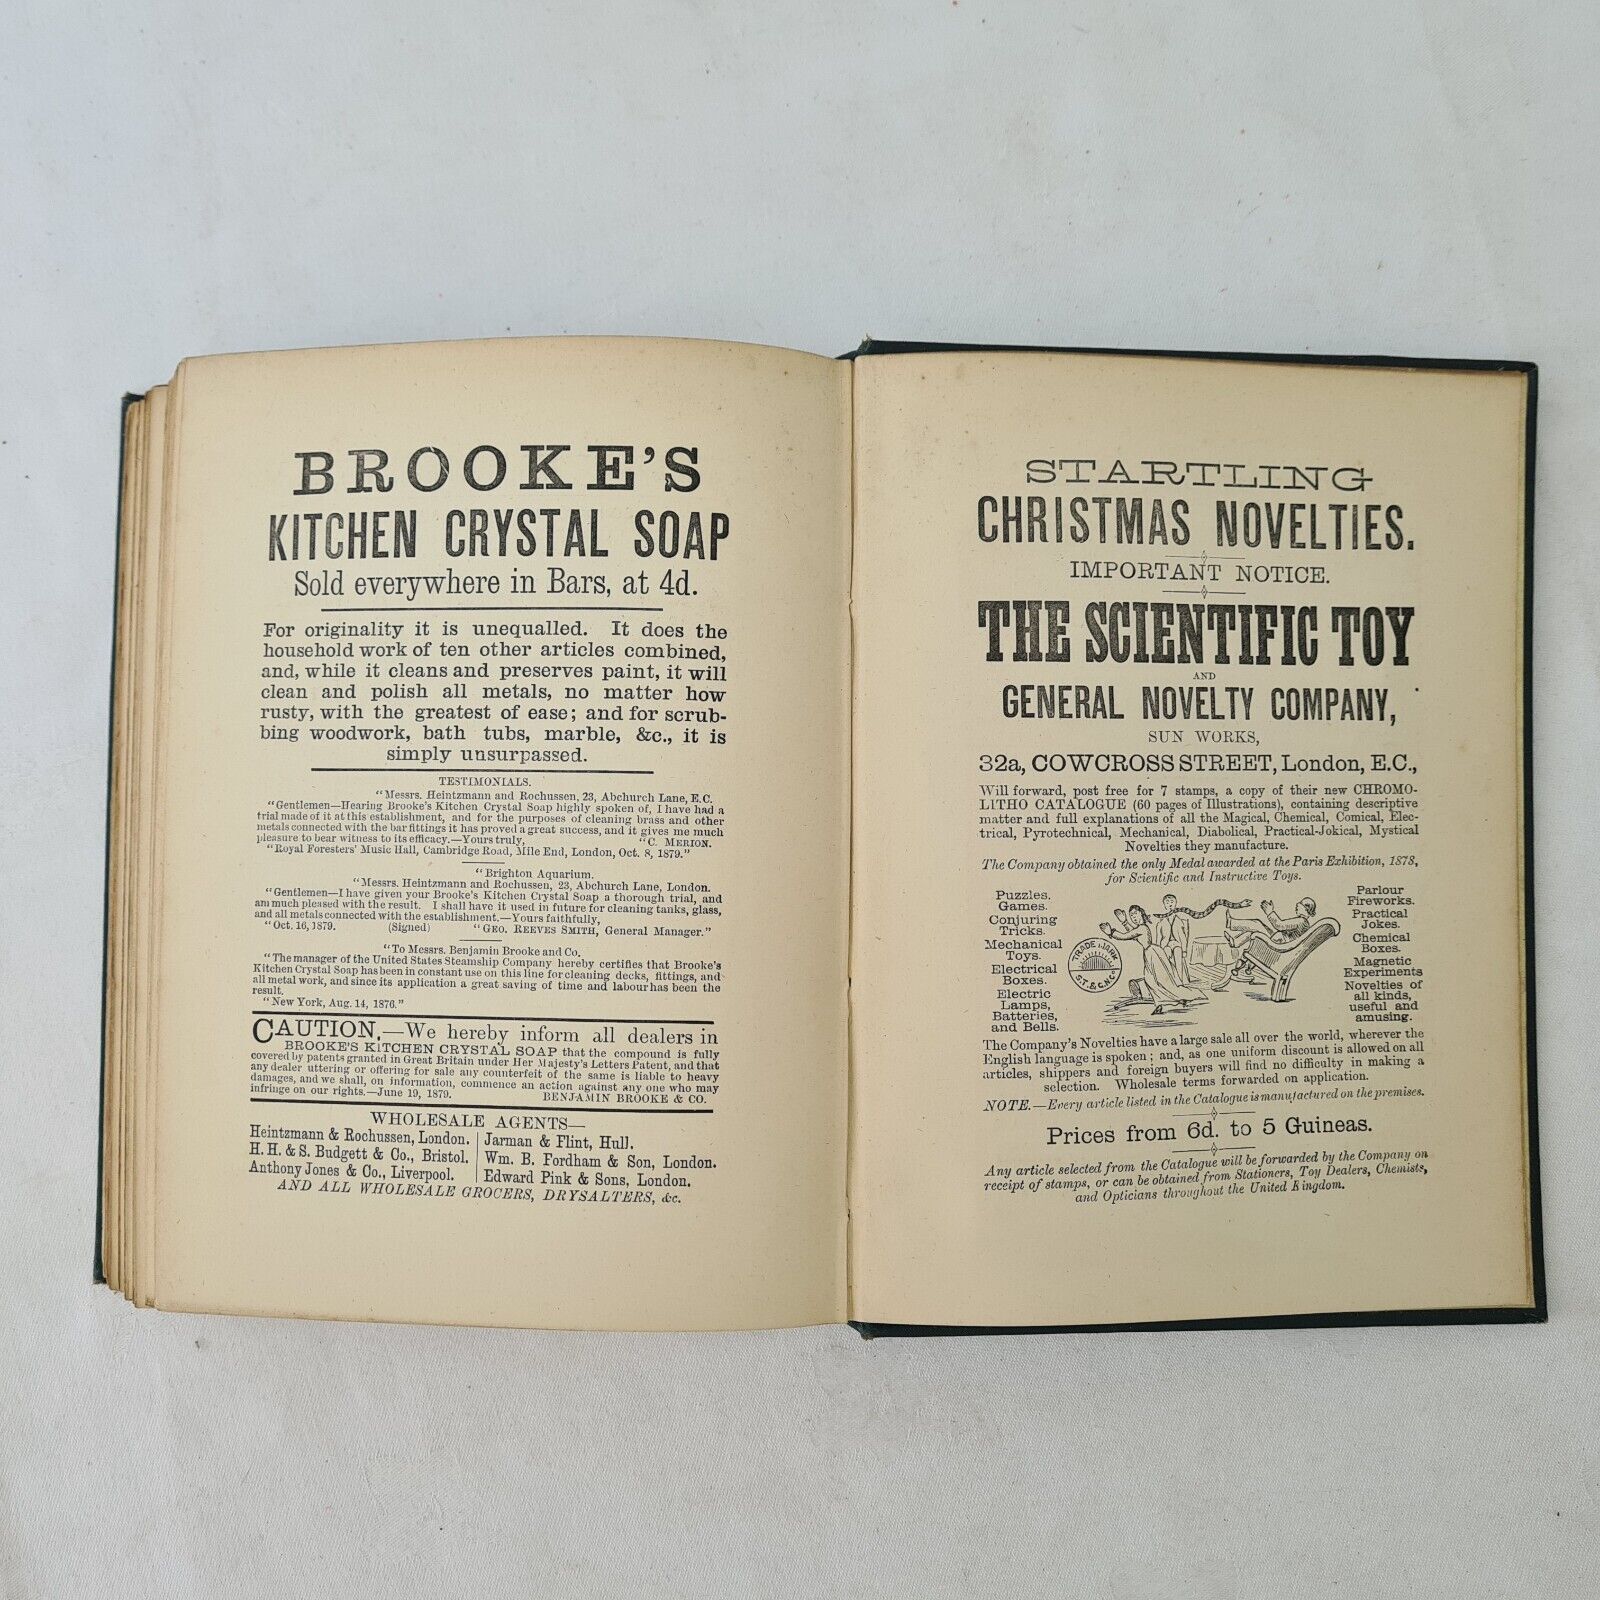 BROOKE'S
KITCHEN CRYSTAL SOAP
Sold everywhere in Bars, at 4d.
For originality it is unequalled. It does the
household work of ten other articles combined,
and, while it cleans and preserves paint, it will
clean and polish all metals, no matter how
rusty, with the greatest of ease; and for scrub-
bing woodwork, bath tubs, marble, &c., it is
simply unsurpassed.
TESTIMONIALS.
"Messrs. Heintzmann and Rochussen, 23, Abchurch Lane, E.C.
"Gentlemen—Hearing Brooke's Kitchen Crystal Soap highly spoken of, I have had a
trial made of it at this establishment, and for the purposes of cleaning brass and other
metals connected with the bar fittings it has proved a great success, and it gives me much
pleasure to bear witness to its efficacy.—Yours truly, "C. MERION.
"Royal Foresters' Music Hall, Cambridge Road, Mile End, London, Oct. 8, 1879."
"Brighton Aquarium.
"Messrs. Heintzmann and Rochussen, 23, Abchurch Lane, London.
"Gentlemen—I have given your Brooke's Kitchen Crystal Soap a thorough trial, and
am much pleased with the result. I shall have it used in future for cleaning tanks, glass,
and all metals connected with the establishment.—Yours faithfully,
"Oct. 16, 1879. (Signed) "GEO. REEVES SMITH, General Manager."
"To Messrs. Benjamin Brooke and Co.
"The manager of the United States Steamship Company hereby certifies that Brooke's
Kitchen Crystal Soap has been in constant use on this line for cleaning decks, fittings, and
all metal work, and since its application a great saving of time and labour has been the
result.
"New York, Aug. 14, 1876."
CAUTION.—We hereby inform all dealers in
BROOKE'S KITCHEN CRYSTAL SOAP that the compound is fully
covered by patents granted in Great Britain under Her Majesty's Letters Patent, and that
any dealer uttering or offering for sale any counterfeit of the same is liable to heavy
damages, and we shall, on information, commence an action against any one who may
infringe on our rights.—June 19, 1879. BENJAMIN BROOKE & CO.
WHOLESALE AGENTS—
Heintzmann & Rochussen, London.
H. H. & S. Budgett & Co., Bristol.
Anthony Jones & Co., Liverpool.
Jarman & Flint, Hull.
Wm. B. Fordham & Son, London.
Edward Pink & Sons, London.
AND ALL WHOLESALE GROCERS, DRYSALTERS, &c.
STARTLING
CHRISTMAS NOVELTIES.
IMPORTANT NOTICE.
THE SCIENTIFIC TOY
AND
GENERAL NOVELTY COMPANY,
SUN WORKS,
32a, COWCROSS STREET, London, E.C.,
Will forward, post free for 7 stamps, a copy of their new CHROMO-
LITHO CATALOGUE (60 pages of Illustrations), containing descriptive
matter and full explanations of all the Magical, Chemical, Comical, Elec-
trical, Pyrotechnical, Mechanical, Diabolical, Practical-Jokical, Mystical
Novelties they manufacture.
The Company obtained the only Medal awarded at the Paris Exhibition, 1878,
for Scientific and Instructive Toys.
Puzzles.
Games.
Conjuring
Tricks.
Mechanical
Toys.
Electrical
Boxes.
Electric
Lamps,
Batteries,
and Bells.
TRADE MARK
S.T. & G.N.Co
Parlour
Fireworks.
Practical
Jokes.
Chemical
Boxes.
Magnetic
Experiments
Novelties of
all kinds,
useful and
amusing.
The Company's Novelties have a large sale all over the world, wherever the
English language is spoken; and, as one uniform discount is allowed on all
articles, shippers and foreign buyers will find no difficulty in making a
selection. Wholesale terms forwarded on application.
NOTE.—Every article listed in the Catalogue is manufactured on the premises.
Prices from 6d. to 5 Guineas.
Any article selected from the Catalogue will be forwarded by the Company on
receipt of stamps, or can be obtained from Stationers, Toy Dealers, Chemists,
and Opticians throughout the United Kingdom.